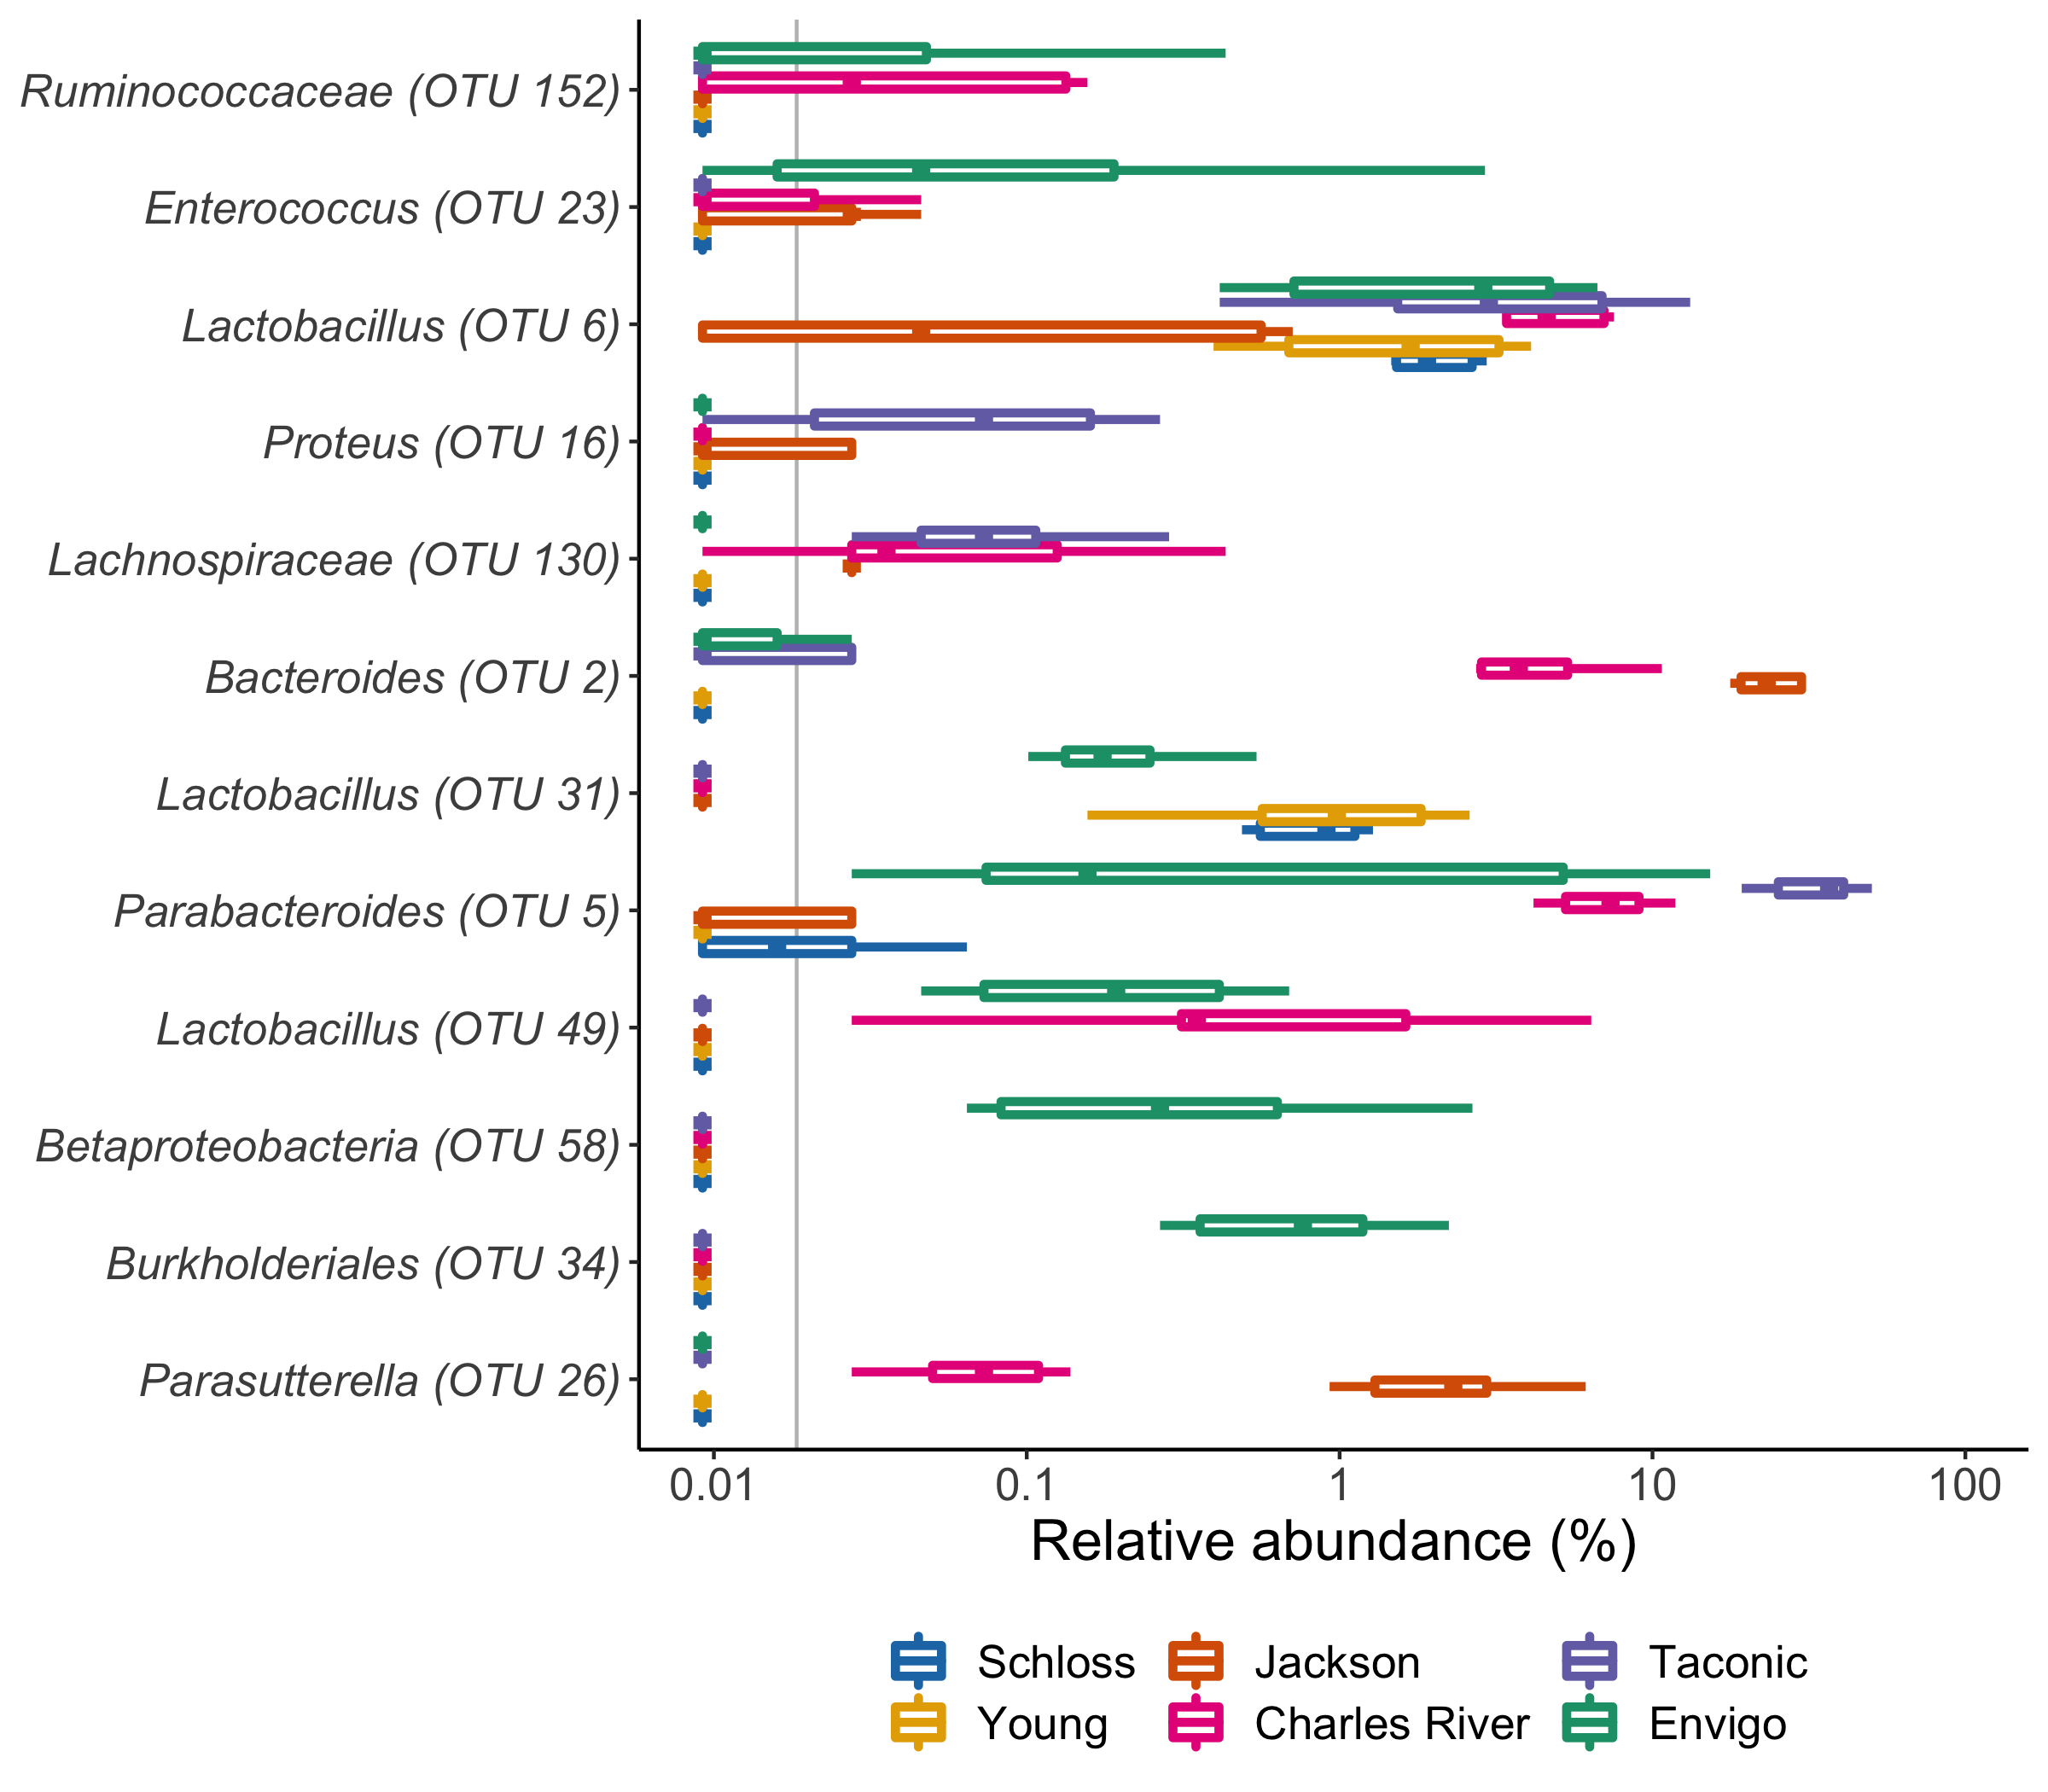 Ruminococcaceae (OTU 152)
Enterococcus (OTU 23)
Lactobacillus (OTU 6)
Proteus (OTU 16)
Lachnospiraceae (OTU 130)
Bacteroides (OTU 2)
Lactobacillus (OTU 31)
Parabacteroides (OTU 5)
Lactobacillus (OTU 49)
Betaproteobacteria (OTU 58)
Burkholderiales (OTU 34)
Parasutterella (OTU 26)
0.01 0.1 1 10 100
Relative abundance (%)
Schloss Jackson Taconic
Young Charles River Envigo